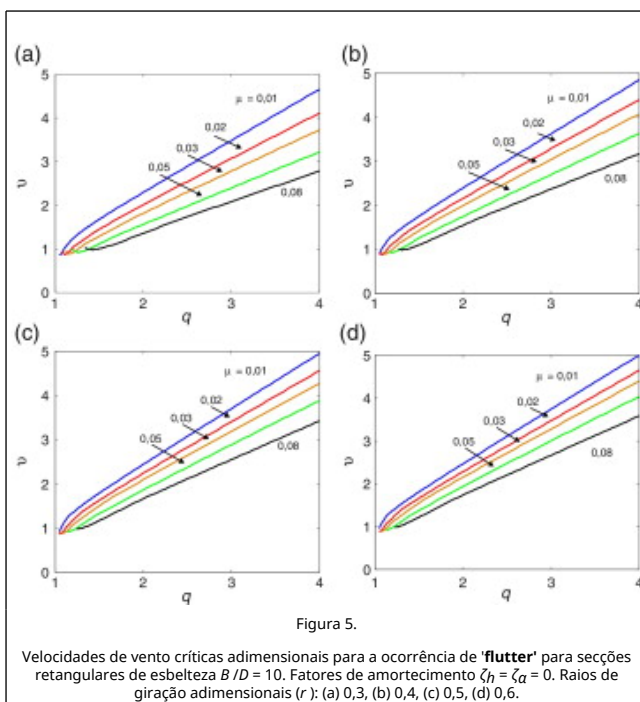 (a)
5
μ = 0,01
0,02
4
0,03
3
0,05
υ
2
0,08
1
0
1 2 3 4
q
(b)
5
μ = 0,01
0,02
4
0,03
3
0,05
υ
2
0,08
1
0
1 2 3 4
q
(c)
5
μ = 0,01
0,02
4
0,03
3
0,05
υ
2
0,08
1
0
1 2 3 4
q
(d)
5
μ = 0,01
0,02
4
0,03
3
0,05
υ
2
0,08
1
0
1 2 3 4
q
Figura 5.
Velocidades de vento críticas adimensionais para a ocorrência de 'flutter' para secções
retangulares de esbelteza B /D = 10. Fatores de amortecimento ζh = ζα = 0. Raios de
giração adimensionais (r ): (a) 0,3, (b) 0,4, (c) 0,5, (d) 0,6.